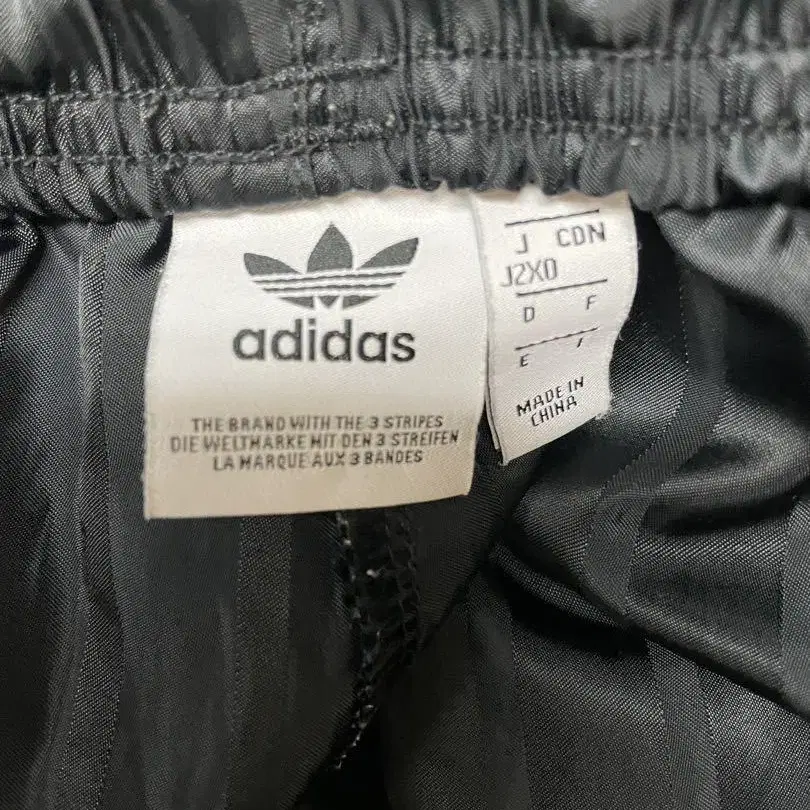 adidas
THE BRAND WITH THE 3 STRIPES
DIE WELTMARKE MIT DEN 3 STREIFEN
LA MARQUE AUX 3 BANDES
J CDN
J2XO
D F
E /
MADE IN
CHINA